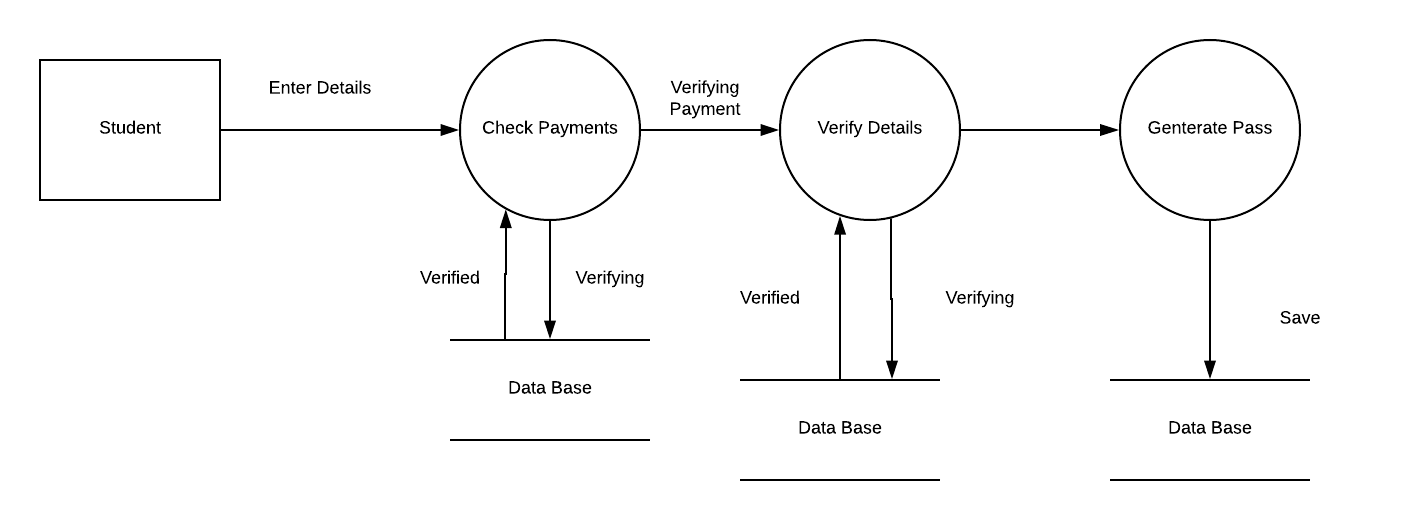 Student
Enter Details
Check Payments
Verifying
Payment
Verify Details
Genterate Pass
Verified
Verifying
Data Base
Verified
Verifying
Data Base
Save
Data Base